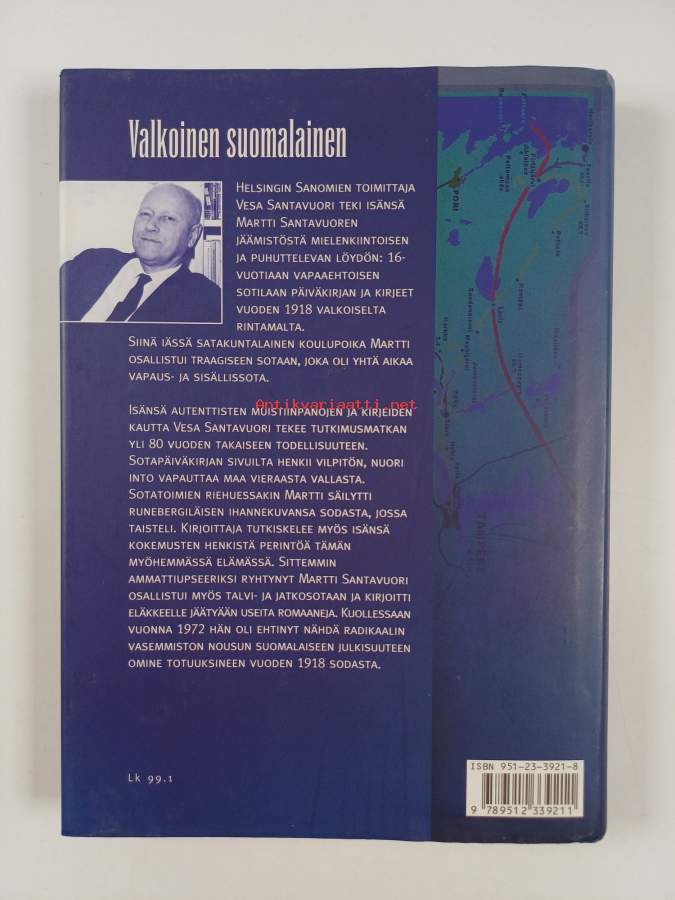 Valkoinen suomalainen
HELSINGIN SANOMIEN TOIMITTAJA
VESA SANTAVUORI TEKI ISÄNSÄ
MARTTI SANTAVUOREN
JÄÄMISTÖSTÄ MIELENKIINTOISEN
JA PUHUTTELEVAN LÖYDÖN: 16-
VUOTIAAN VAPAAEHTOISEN
SOTILAAN PÄIVÄKIRJAN JA KIRJEET
VUODEN 1918 VALKOISELTA
RINTAMALTA.
SIINÄ IÄSSÄ SATAKUNTALAINEN KOULUPOIKA MARTTI
OSALLISTUI TRAAGISEEN SOTAAN, JOKA OLI YHTÄ AIKAA
VAPAUS- JA SISÄLLISSOTA.
Antikvariaatti.net
ISÄNSÄ AUTENTTISTEN MUISTIINPANOJEN JA KIRJEIDEN
KAUTTA VESA SANTAVUORI TEKEE TUTKIMUSMATKAN
YLI 80 VUODEN TAKAISEEN TODELLISUUTEEN.
SOTAPÄIVÄKIRJAN SIVUILTA HENKII VILPITÖN, NUORI
INTO VAPAUTTAA MAA VIERAASTA VALLASTA.
SOTATOIMIEN RIEHUESSAKIN MARTTI SÄILYTTI
RUNEBERGILÄISEN IHANNEKUVANSA SODASTA, JOSSA
TAISTELI. KIRJOITTAJA TUTKISKELEE MYÖS ISÄNSÄ
KOKEMUSTEN HENKISTÄ PERINTÖÄ TÄMÄN
MYÖHEMMÄSSÄ ELÄMÄSSÄ. SITTEMMIN
AMMATTIUPSEERIKSI RYHTYNYT MARTTI SANTAVUORI
OSALLISTUI MYÖS TALVI- JA JATKOSOTAAN JA KIRJOITTI
ELÄKKEELLE JÄÄTYÄÄN USEITA ROMAANEJA. KUOLLESSAAN
VUONNA 1972 HÄN OLI EHTINYT NÄHDÄ RADIKAALIN
VASEMMISTON NOUSUN SUOMALAISEEN JULKISUUTEEN
OMINE TOTUUKSINEEN VUODEN 1918 SODASTA.
Lk 99.1
PORI
ISBN 951-23-3921-8
9 789512 339211